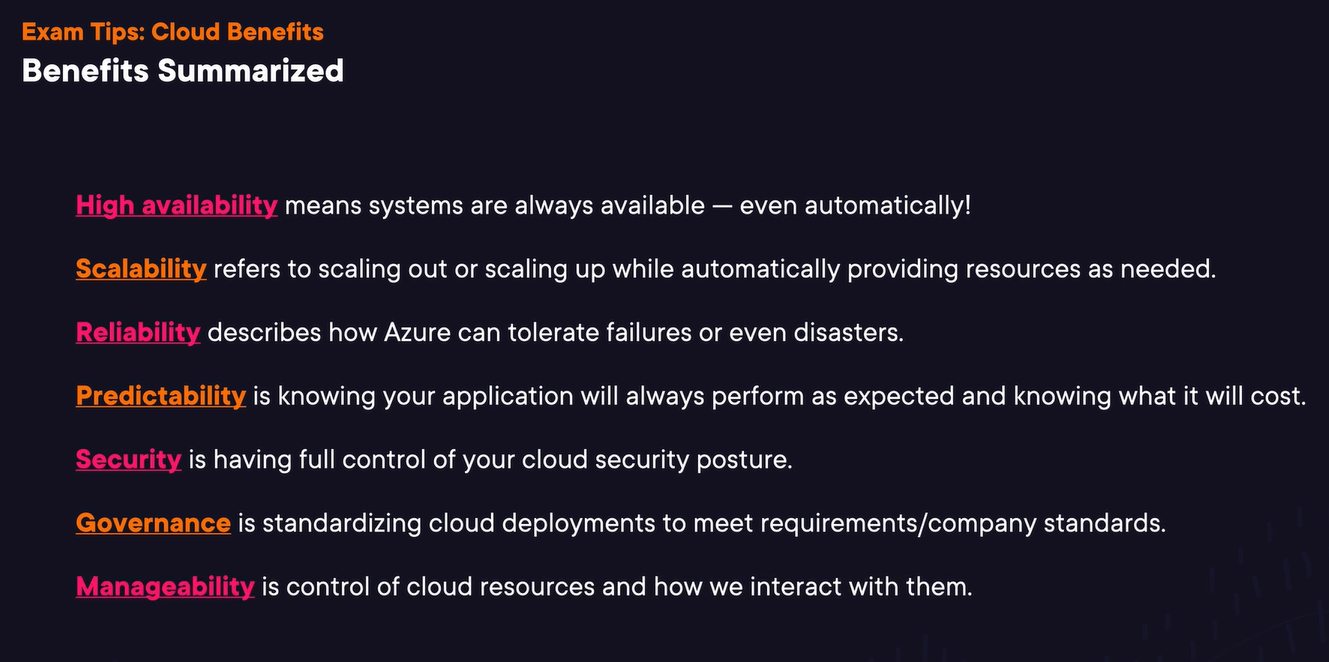 Exam Tips: Cloud Benefits
Benefits Summarized
High availability means systems are always available — even automatically!
Scalability refers to scaling out or scaling up while automatically providing resources as needed.
Reliability describes how Azure can tolerate failures or even disasters.
Predictability is knowing your application will always perform as expected and knowing what it will cost.
Security is having full control of your cloud security posture.
Governance is standardizing cloud deployments to meet requirements/company standards.
Manageability is control of cloud resources and how we interact with them.